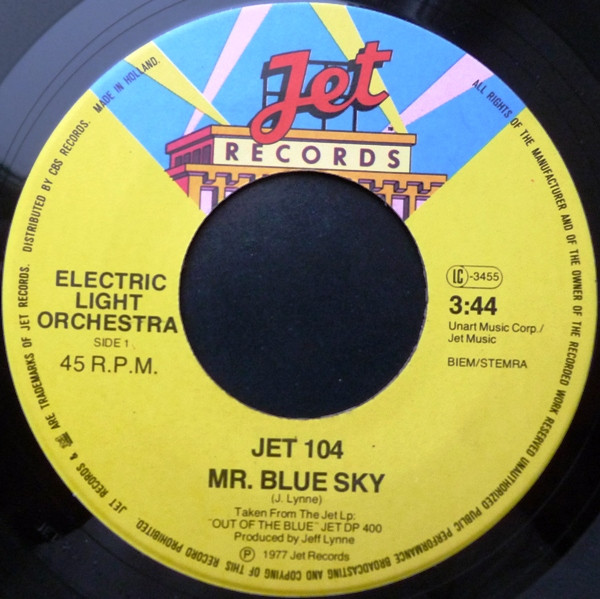 Jet
RECORDS
ELECTRIC
LIGHT
ORCHESTRA
SIDE 1
45 R.P.M.
LC-3455
3:44
Unart Music Corp./
Jet Music
BIEM/STEMRA
JET 104
MR. BLUE SKY
(J. Lynne)
Taken From The Jet Lp:
"OUT OF THE BLUE" JET DP 400
Produced by Jeff Lynne
℗ 1977 Jet Records
JET RECORDS & ARE TRADEMARKS OF JET RECORDS. DISTRIBUTED BY CBS RECORDS. MADE IN HOLLAND.
ALL RIGHTS OF THE MANUFACTURER AND OF THE OWNER OF THE RECORDED WORK RESERVED UNAUTHORIZED PUBLIC PERFORMANCE BROADCASTING AND COPYING OF THIS RECORD PROHIBITED.